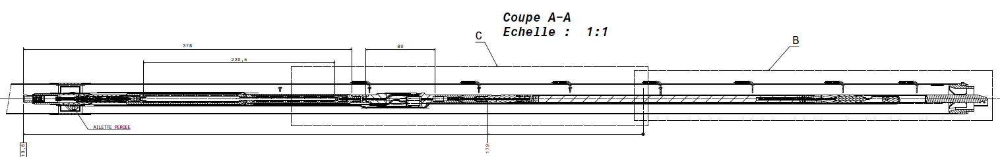 Coupe A-A
Echelle : 1:1
C
B
378
80
220,5
AILETTE PERCEE
13,6
179